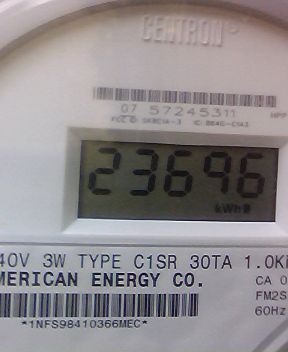 CENTRON®
07 57245311
23696
kWh
40V 3W TYPE C1SR 30TA 1.0K
MERICAN ENERGY CO.
CA 0
FM2S
60Hz
*1NFS98410366MEC*